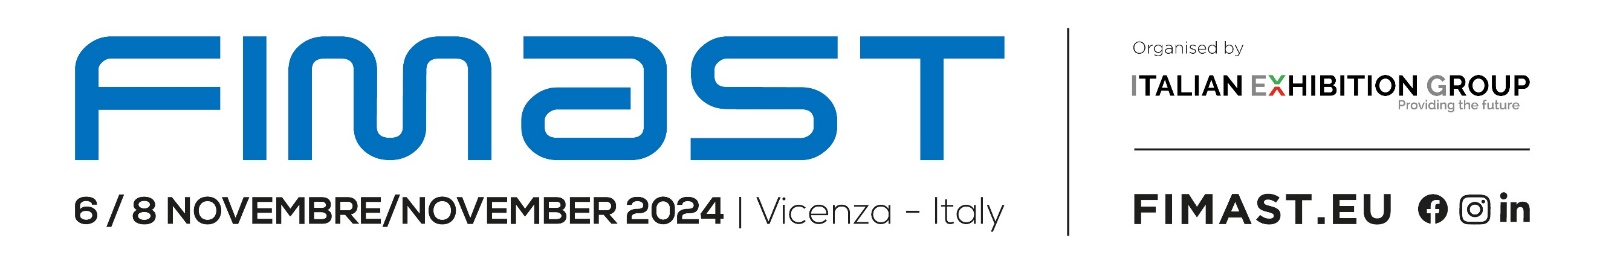 FIMAST
6 / 8 NOVEMBRE/NOVEMBER 2024 | Vicenza - Italy
Organised by
ITALIAN EXHIBITION GROUP
Providing the future
FIMAST.EU